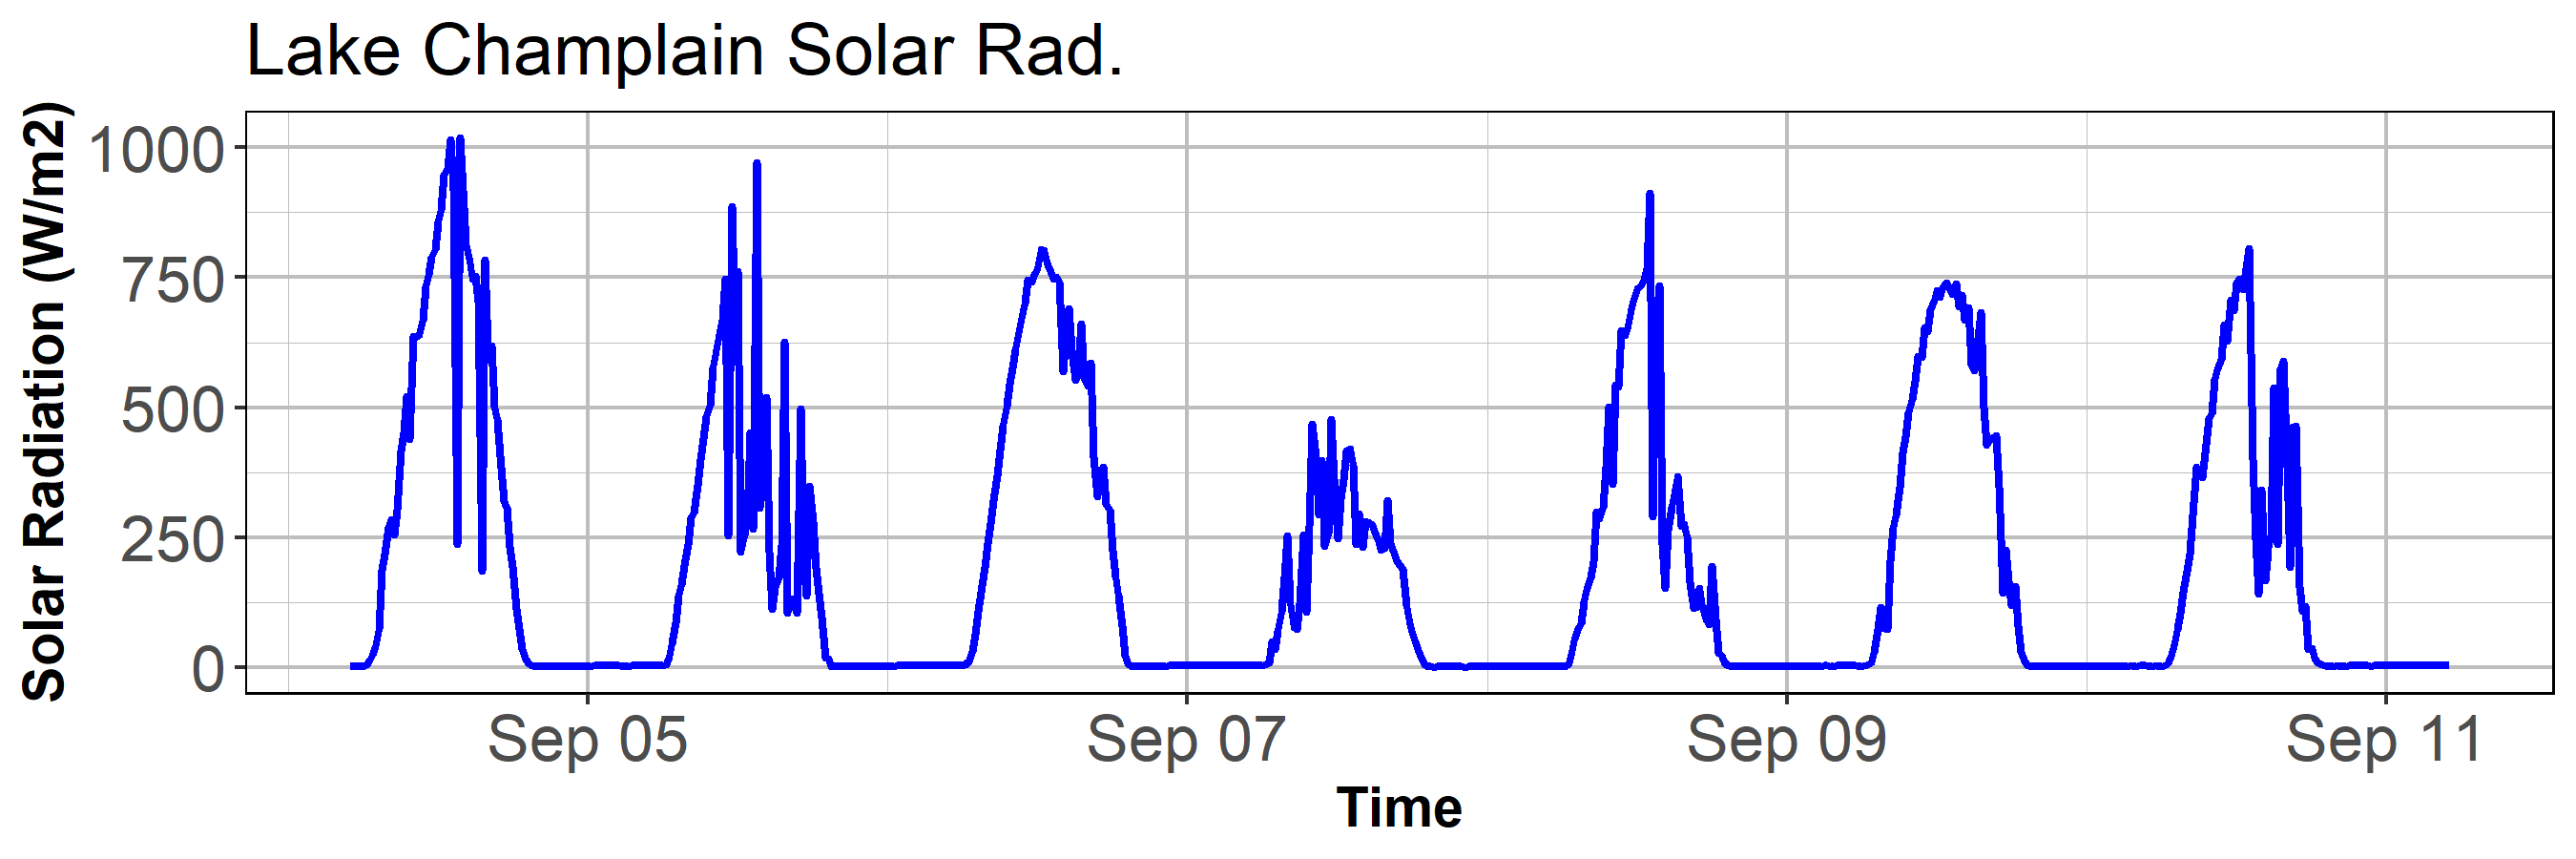 Lake Champlain Solar Rad.
Solar Radiation (W/m2)
1000
750
500
250
0
Sep 05 Sep 07 Sep 09 Sep 11
Time